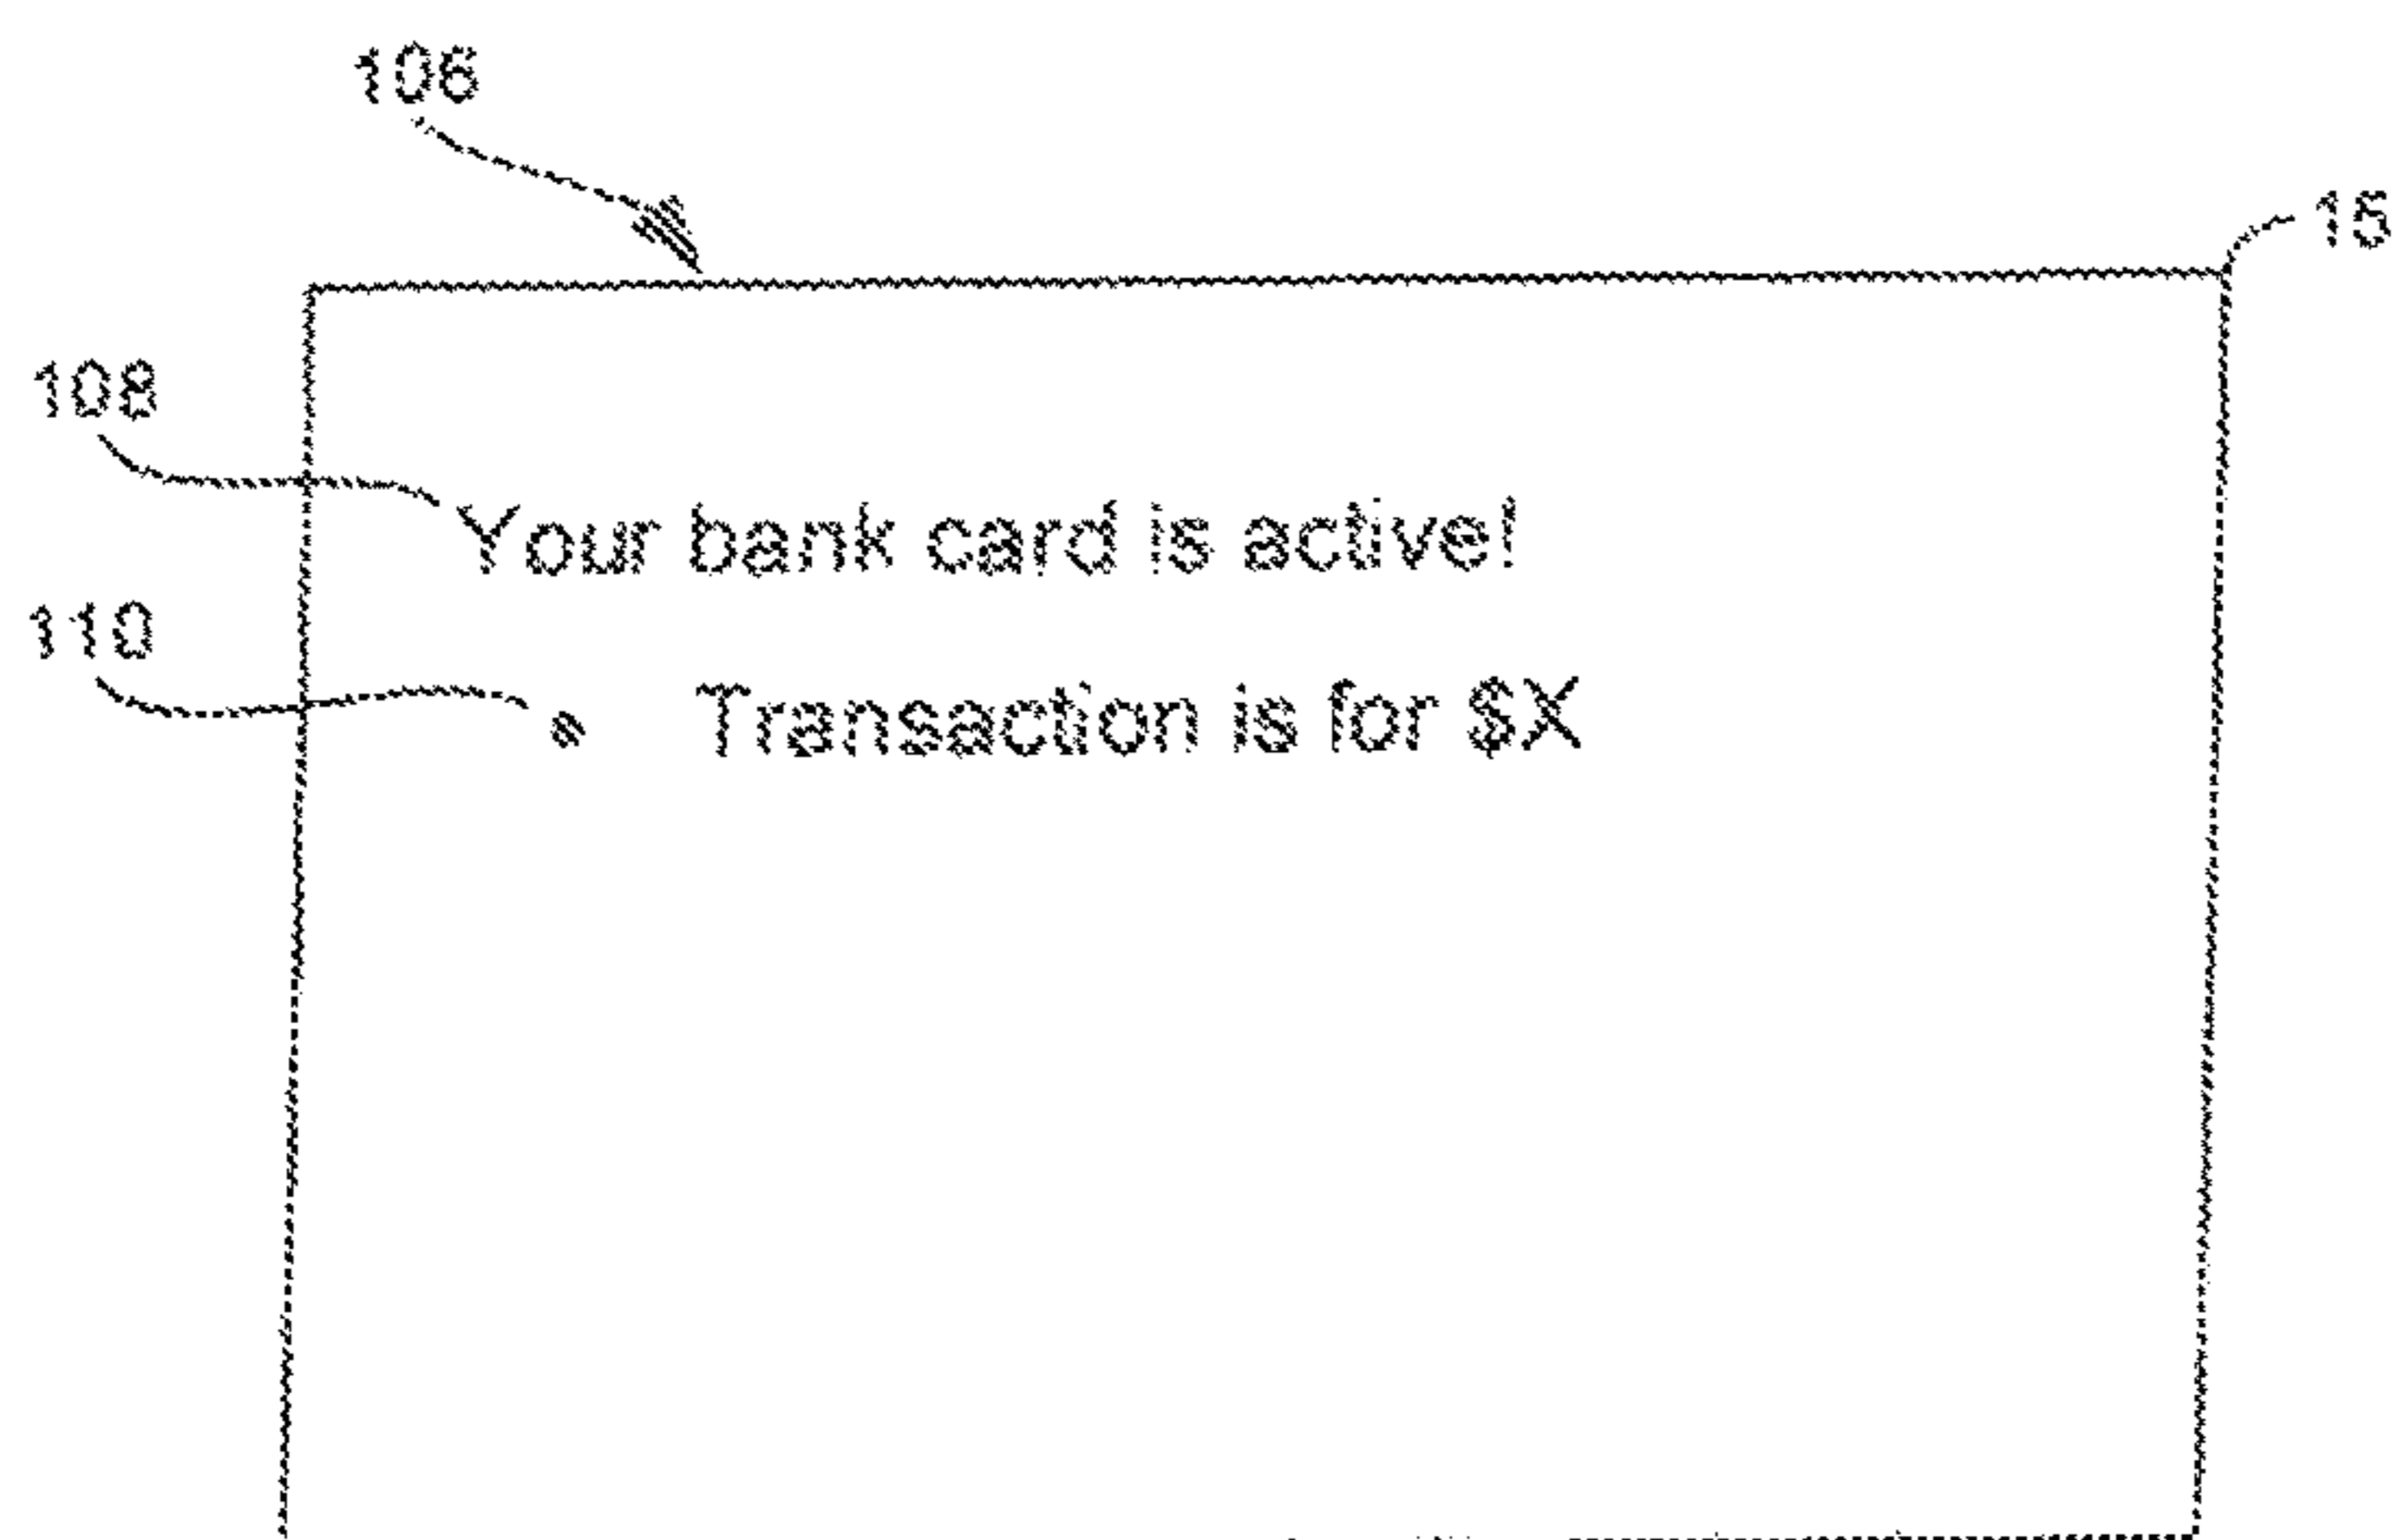 106
15
108
Your bank card is active!
110
• Transaction is for $X